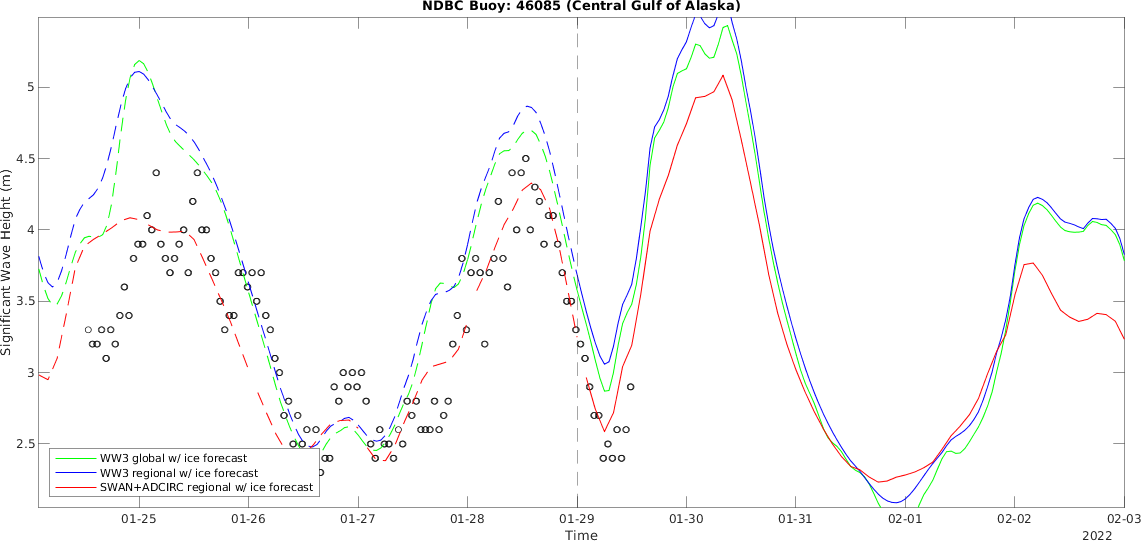 NDBC Buoy: 46085 (Central Gulf of Alaska)
5
4.5
4
3.5
3
2.5
Significant Wave Height (m)
WW3 global w/ ice forecast
WW3 regional w/ ice forecast
SWAN+ADCIRC regional w/ ice forecast
01-25 01-26 01-27 01-28 01-29 01-30 01-31 02-01 02-02 02-03
Time
2022